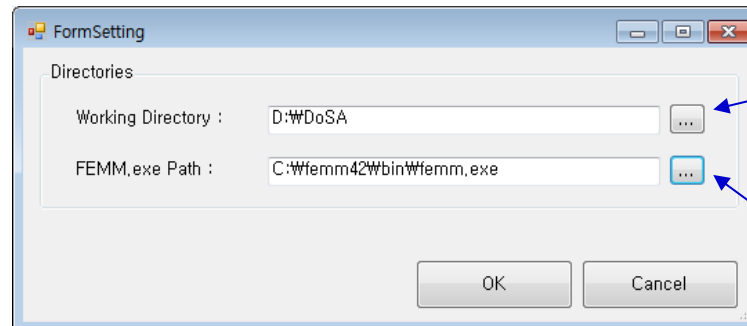 FormSetting
Directories
Working Directory :
D:₩DoSA
...
FEMM.exe Path :
C:₩femm42₩bin₩femm.exe
...
OK
Cancel